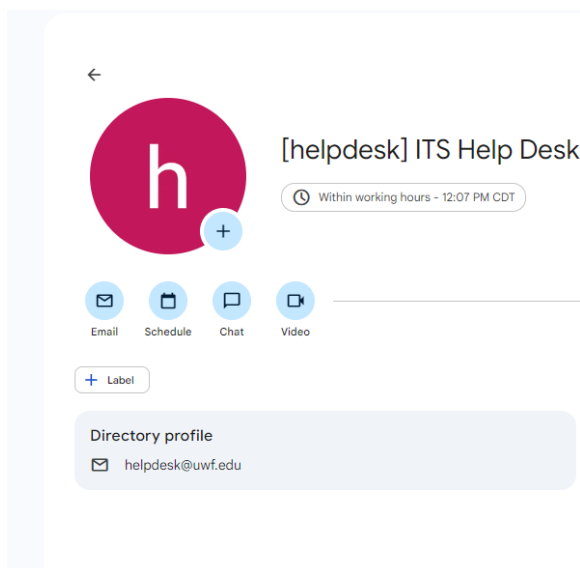 h
[helpdesk] ITS Help Desk
Within working hours - 12:07 PM CDT
Email Schedule Chat Video
Label
Directory profile
helpdesk@uwf.edu